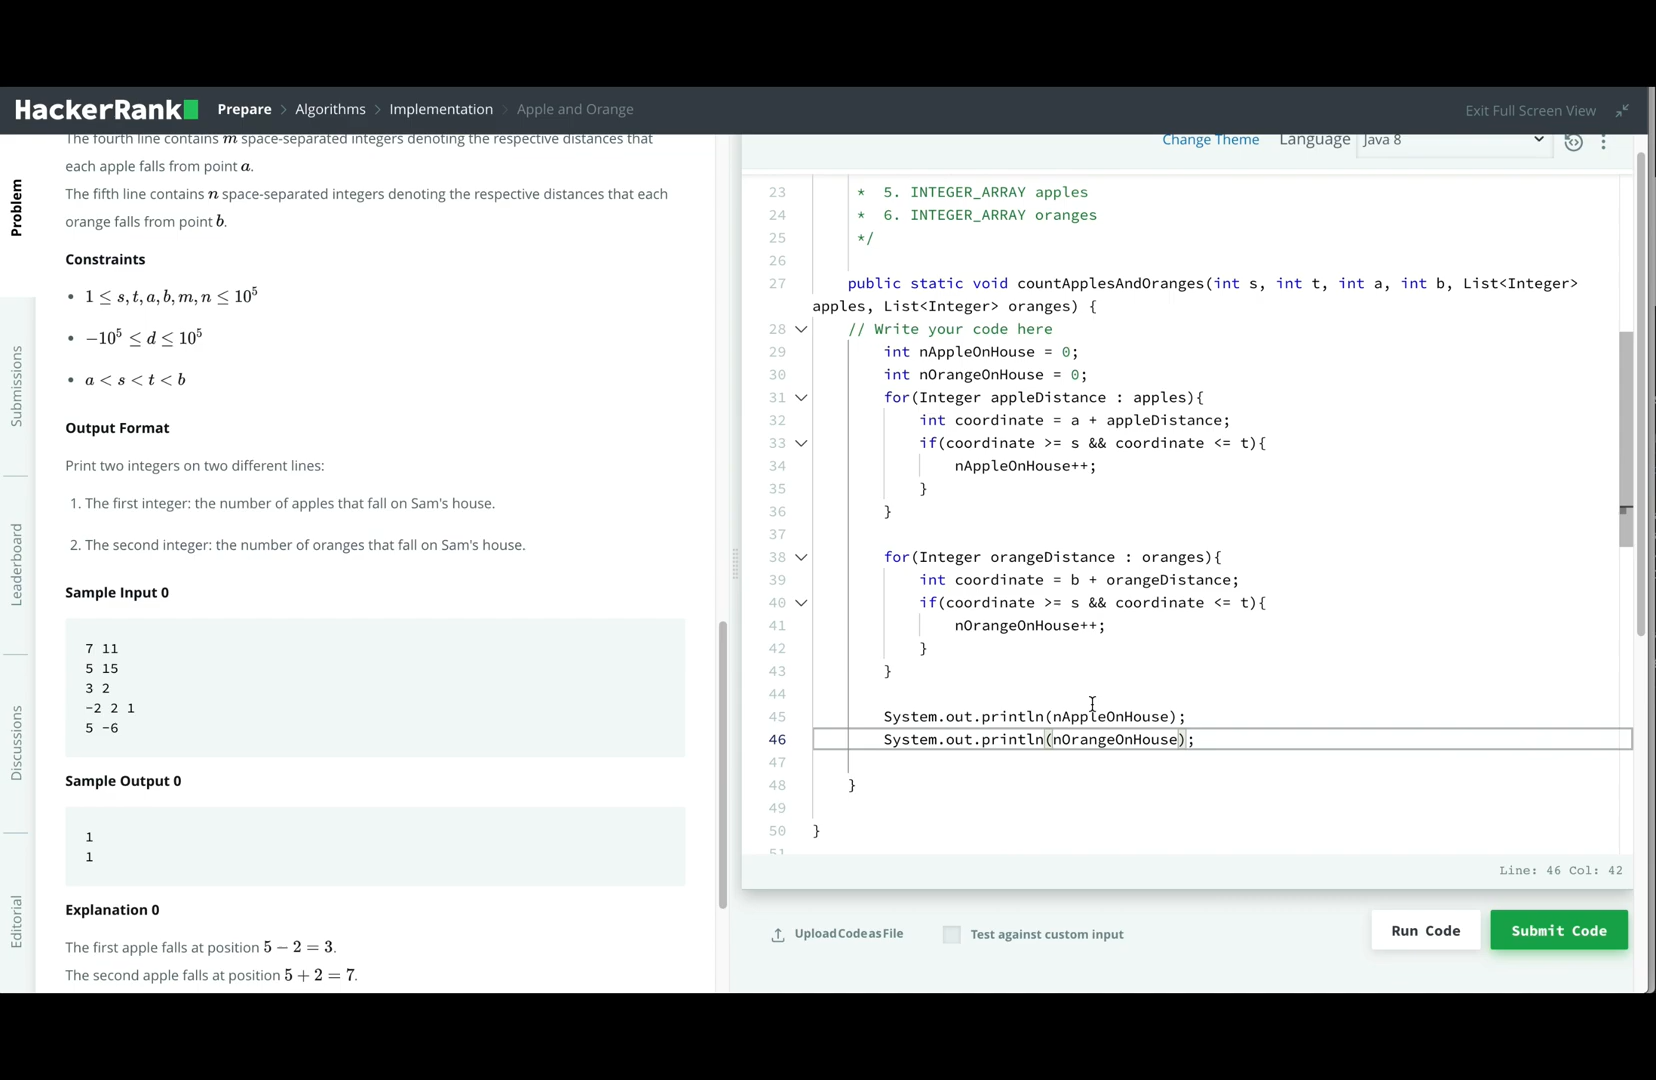 HackerRank Prepare > Algorithms > Implementation > Apple and Orange Exit Full Screen View
Problem
Submissions
Leaderboard
Discussions
Editorial
The fourth line contains m space-separated integers denoting the respective distances that
each apple falls from point a.
The fifth line contains n space-separated integers denoting the respective distances that each
orange falls from point b.
Constraints
• 1 ≤ s, t, a, b, m, n ≤ 10⁵
• −10⁵ ≤ d ≤ 10⁵
• a < s < t < b
Output Format
Print two integers on two different lines:
1. The first integer: the number of apples that fall on Sam's house.
2. The second integer: the number of oranges that fall on Sam's house.
Sample Input 0
7 11
5 15
3 2
-2 2 1
5 -6
Sample Output 0
1
1
Explanation 0
The first apple falls at position 5 − 2 = 3.
The second apple falls at position 5 + 2 = 7.
Change Theme Language Java 8
23 * 5. INTEGER_ARRAY apples
24 * 6. INTEGER_ARRAY oranges
25 */
26
27 public static void countApplesAndOranges(int s, int t, int a, int b, List<Integer>
apples, List<Integer> oranges) {
28 // Write your code here
29 int nAppleOnHouse = 0;
30 int nOrangeOnHouse = 0;
31 for(Integer appleDistance : apples){
32 int coordinate = a + appleDistance;
33 if(coordinate >= s && coordinate <= t){
34 nAppleOnHouse++;
35 }
36 }
37
38 for(Integer orangeDistance : oranges){
39 int coordinate = b + orangeDistance;
40 if(coordinate >= s && coordinate <= t){
41 nOrangeOnHouse++;
42 }
43 }
44
45 System.out.println(nAppleOnHouse);
46 System.out.println(nOrangeOnHouse);
47
48 }
49
50 }
51
Line: 46 Col: 42
Upload Code as File Test against custom input Run Code Submit Code